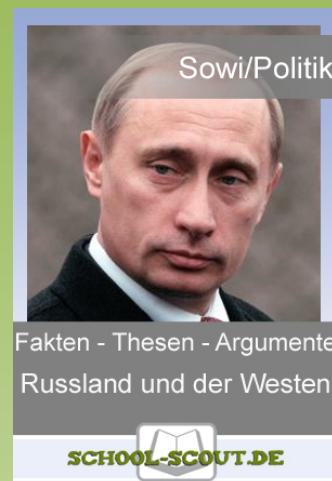 Sowi/Politik
Fakten - Thesen - Argumente
Russland und der Westen
SCHOOL-SCOUT.DE